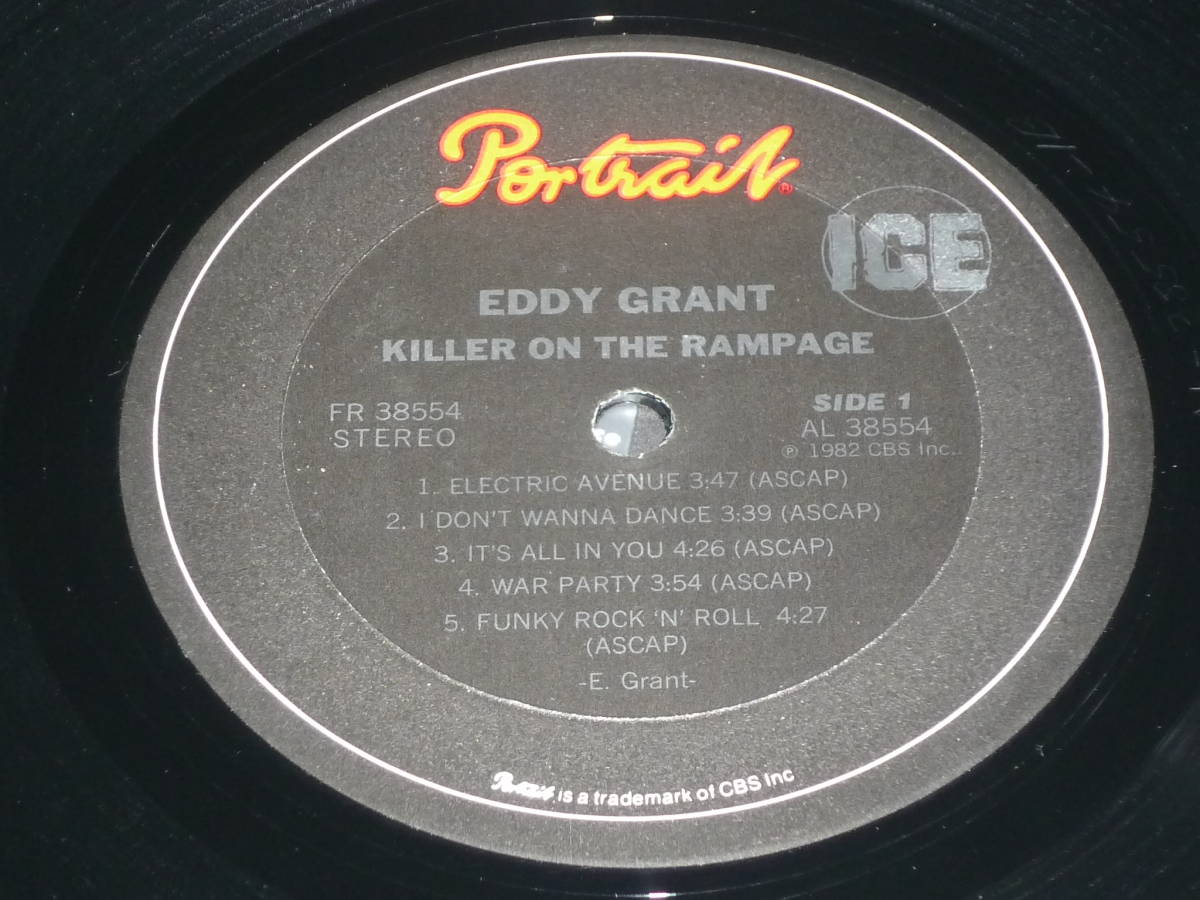 Portrait®
ICE
EDDY GRANT
KILLER ON THE RAMPAGE
FR 38554
STEREO
SIDE 1
AL 38554
℗ 1982 CBS Inc.
1. ELECTRIC AVENUE 3:47 (ASCAP)
2. I DON'T WANNA DANCE 3:39 (ASCAP)
3. IT'S ALL IN YOU 4:26 (ASCAP)
4. WAR PARTY 3:54 (ASCAP)
5. FUNKY ROCK 'N' ROLL 4:27
(ASCAP)
-E. Grant-
Portrait is a trademark of CBS Inc